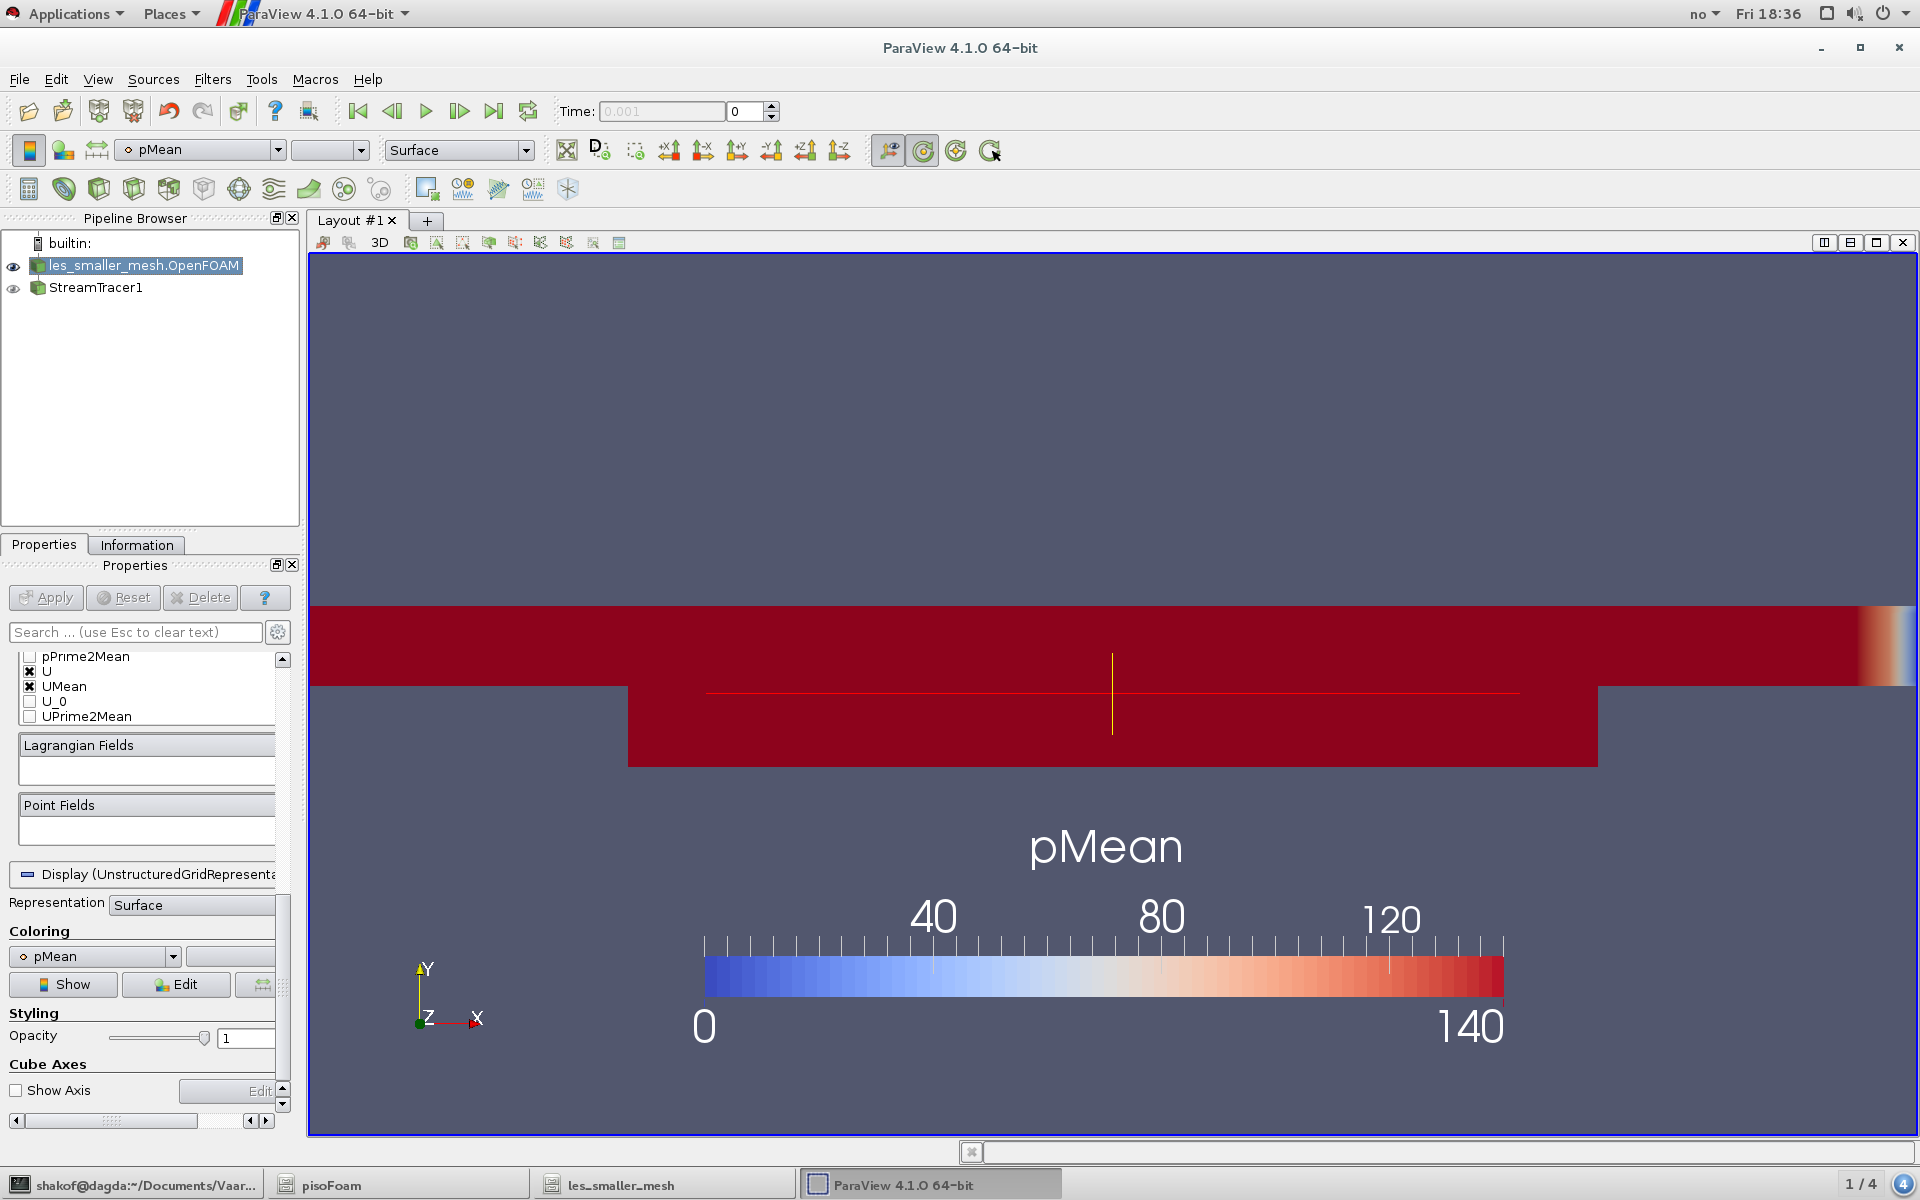 Applications Places ParaView 4.1.0 64-bit no Fri 18:36
ParaView 4.1.0 64-bit
File Edit View Sources Filters Tools Macros Help
Time: 0.001 0
pMean Surface
Pipeline Browser
builtin:
les_smaller_mesh.OpenFOAM
StreamTracer1
Layout #1
3D
Properties Information
Properties
Apply Reset Delete
Search ... (use Esc to clear text)
pPrime2Mean
U
UMean
U_0
UPrime2Mean
Lagrangian Fields
Point Fields
Display (UnstructuredGridRepresenta
Representation Surface
Coloring
pMean
Show Edit
Styling
Opacity 1
Cube Axes
Show Axis Edit
pMean
40 80 120
0 140
Y
Z X
shakof@dagda:~/Documents/Vaar... pisoFoam les_smaller_mesh ParaView 4.1.0 64-bit 1 / 4 4